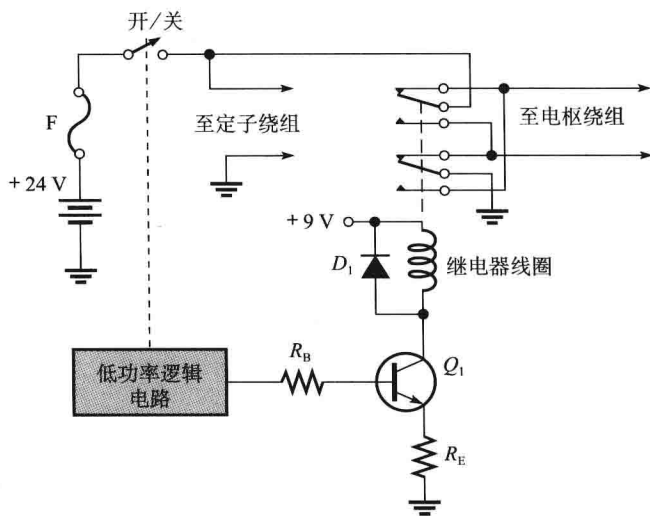 开/关
F
至定子绕组
至电枢绕组
+24 V
+9 V
D1
继电器线圈
低功率逻辑
电路
RB
Q1
RE